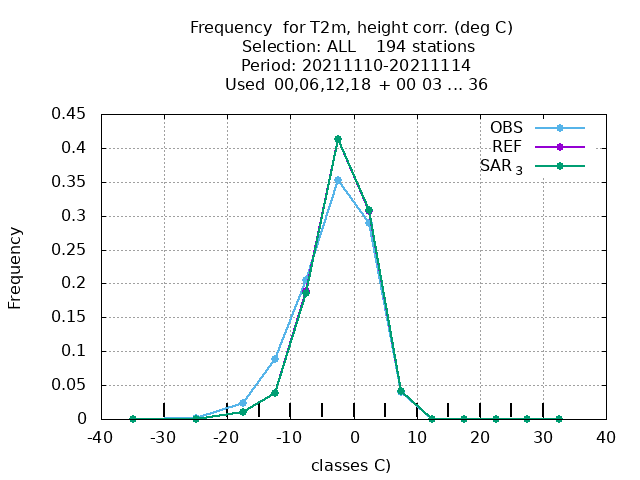 Frequency  for T2m, height corr. (deg C)
Selection: ALL    194 stations
Period: 20211110-20211114
Used  00,06,12,18  + 00 03 ... 36
OBS
REF
SAR 3
Frequency
0.45
0.4
0.35
0.3
0.25
0.2
0.15
0.1
0.05
0
-40 -30 -20 -10 0 10 20 30 40
classes C)